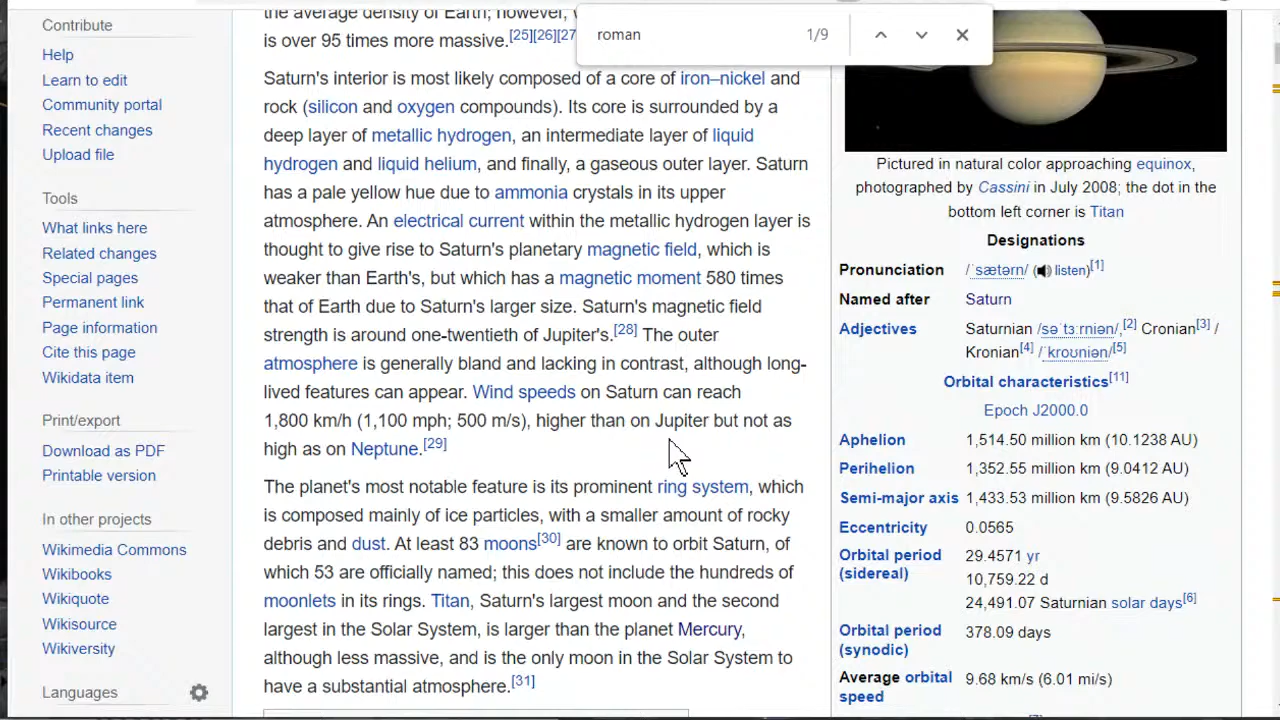 Contribute
Help
Learn to edit
Community portal
Recent changes
Upload file
Tools
What links here
Related changes
Special pages
Permanent link
Page information
Cite this page
Wikidata item
Print/export
Download as PDF
Printable version
In other projects
Wikimedia Commons
Wikibooks
Wikiquote
Wikisource
Wikiversity
Languages
roman 1/9
the average density of Earth; however,
is over 95 times more massive.[25][26][27
Saturn's interior is most likely composed of a core of iron–nickel and
rock (silicon and oxygen compounds). Its core is surrounded by a
deep layer of metallic hydrogen, an intermediate layer of liquid
hydrogen and liquid helium, and finally, a gaseous outer layer. Saturn
has a pale yellow hue due to ammonia crystals in its upper
atmosphere. An electrical current within the metallic hydrogen layer is
thought to give rise to Saturn's planetary magnetic field, which is
weaker than Earth's, but which has a magnetic moment 580 times
that of Earth due to Saturn's larger size. Saturn's magnetic field
strength is around one-twentieth of Jupiter's.[28] The outer
atmosphere is generally bland and lacking in contrast, although long-
lived features can appear. Wind speeds on Saturn can reach
1,800 km/h (1,100 mph; 500 m/s), higher than on Jupiter but not as
high as on Neptune.[29]
The planet's most notable feature is its prominent ring system, which
is composed mainly of ice particles, with a smaller amount of rocky
debris and dust. At least 83 moons[30] are known to orbit Saturn, of
which 53 are officially named; this does not include the hundreds of
moonlets in its rings. Titan, Saturn's largest moon and the second
largest in the Solar System, is larger than the planet Mercury,
although less massive, and is the only moon in the Solar System to
have a substantial atmosphere.[31]
Pictured in natural color approaching equinox,
photographed by Cassini in July 2008; the dot in the
bottom left corner is Titan
Designations
Pronunciation /ˈsætərn/ (listen)[1]
Named after Saturn
Adjectives Saturnian /səˈtɜːrniən/,[2] Cronian[3] /
Kronian[4] /ˈkroʊniən/[5]
Orbital characteristics[11]
Epoch J2000.0
Aphelion 1,514.50 million km (10.1238 AU)
Perihelion 1,352.55 million km (9.0412 AU)
Semi-major axis 1,433.53 million km (9.5826 AU)
Eccentricity 0.0565
Orbital period 29.4571 yr
(sidereal) 10,759.22 d
24,491.07 Saturnian solar days[6]
Orbital period 378.09 days
(synodic)
Average orbital 9.68 km/s (6.01 mi/s)
speed